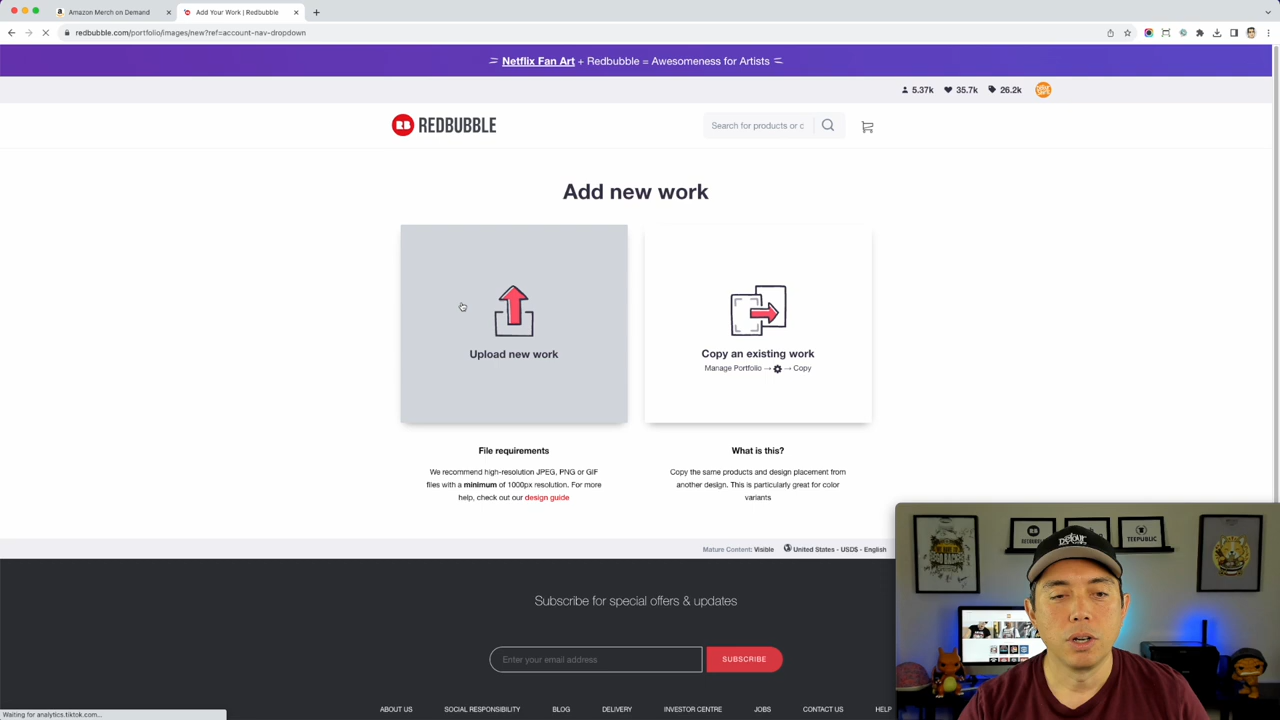 Amazon Merch on Demand
Add Your Work | Redbubble
redbubble.com/portfolio/images/new?ref=account-nav-dropdown
Netflix Fan Art + Redbubble = Awesomeness for Artists
5.37k 35.7k 26.2k
RB REDBUBBLE
Search for products or c
Add new work
Upload new work
Copy an existing work
Manage Portfolio → → Copy
File requirements
We recommend high-resolution JPEG, PNG or GIF
files with a minimum of 1000px resolution. For more
help, check out our design guide
What is this?
Copy the same products and design placement from
another design. This is particularly great for color
variants
Mature Content: Visible United States - USD$ - English
Subscribe for special offers & updates
Enter your email address
SUBSCRIBE
ABOUT US SOCIAL RESPONSIBILITY BLOG DELIVERY INVESTOR CENTRE JOBS CONTACT US HELP
Waiting for analytics.tiktok.com...
REDBUBBLE
TEEPUBLIC